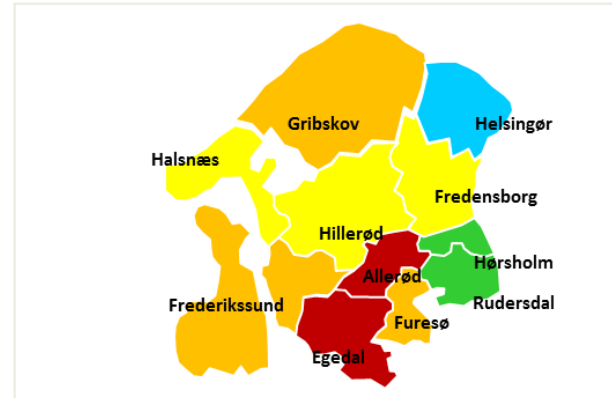 Gribskov
Helsingør
Halsnæs
Fredensborg
Hillerød
Hørsholm
Allerød
Frederikssund
Rudersdal
Furesø
Egedal